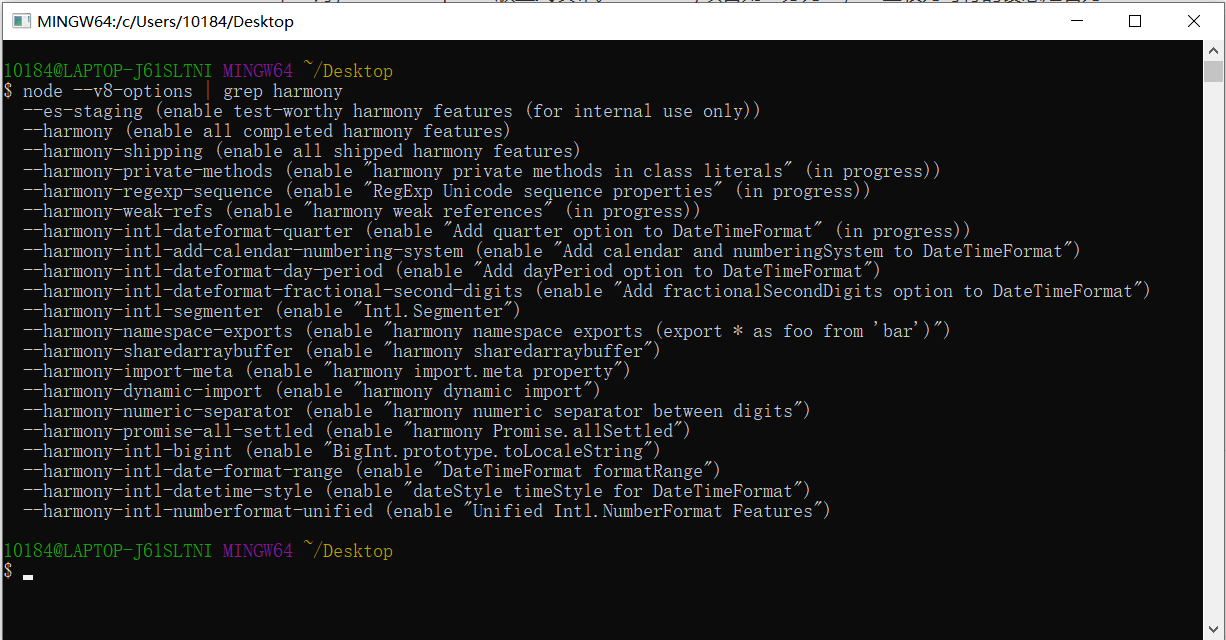 MINGW64:/c/Users/10184/Desktop
10184@LAPTOP-J61SLTNI MINGW64 ~/Desktop
$ node --v8-options | grep harmony
--es-staging (enable test-worthy harmony features (for internal use only))
--harmony (enable all completed harmony features)
--harmony-shipping (enable all shipped harmony features)
--harmony-private-methods (enable "harmony private methods in class literals" (in progress))
--harmony-regexp-sequence (enable "RegExp Unicode sequence properties" (in progress))
--harmony-weak-refs (enable "harmony weak references" (in progress))
--harmony-intl-dateformat-quarter (enable "Add quarter option to DateTimeFormat" (in progress))
--harmony-intl-add-calendar-numbering-system (enable "Add calendar and numberingSystem to DateTimeFormat")
--harmony-intl-dateformat-day-period (enable "Add dayPeriod option to DateTimeFormat")
--harmony-intl-dateformat-fractional-second-digits (enable "Add fractionalSecondDigits option to DateTimeFormat")
--harmony-intl-segmenter (enable "Intl.Segmenter")
--harmony-namespace-exports (enable "harmony namespace exports (export * as foo from 'bar')")
--harmony-sharedarraybuffer (enable "harmony sharedarraybuffer")
--harmony-import-meta (enable "harmony import.meta property")
--harmony-dynamic-import (enable "harmony dynamic import")
--harmony-numeric-separator (enable "harmony numeric separator between digits")
--harmony-promise-all-settled (enable "harmony Promise.allSettled")
--harmony-intl-bigint (enable "BigInt.prototype.toLocaleString")
--harmony-intl-date-format-range (enable "DateTimeFormat formatRange")
--harmony-intl-datetime-style (enable "dateStyle timeStyle for DateTimeFormat")
--harmony-intl-numberformat-unified (enable "Unified Intl.NumberFormat Features")
10184@LAPTOP-J61SLTNI MINGW64 ~/Desktop
$